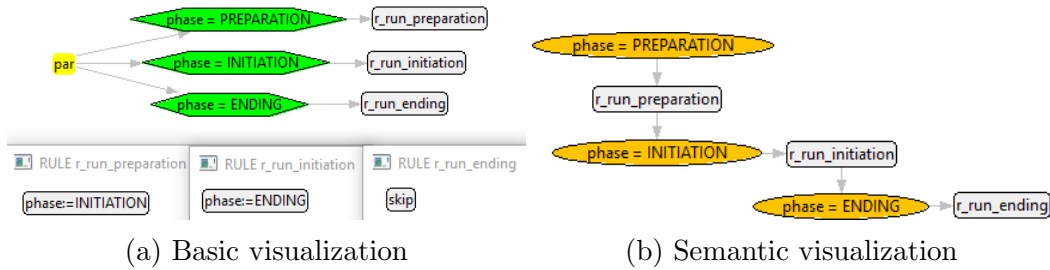 phase = PREPARATION
r_run_preparation
par
phase = INITIATION
r_run_initiation
phase = ENDING
r_run_ending
RULE r_run_preparation
phase:=INITIATION
RULE r_run_initiation
phase:=ENDING
RULE r_run_ending
skip
(a) Basic visualization
phase = PREPARATION
r_run_preparation
phase = INITIATION
r_run_initiation
phase = ENDING
r_run_ending
(b) Semantic visualization